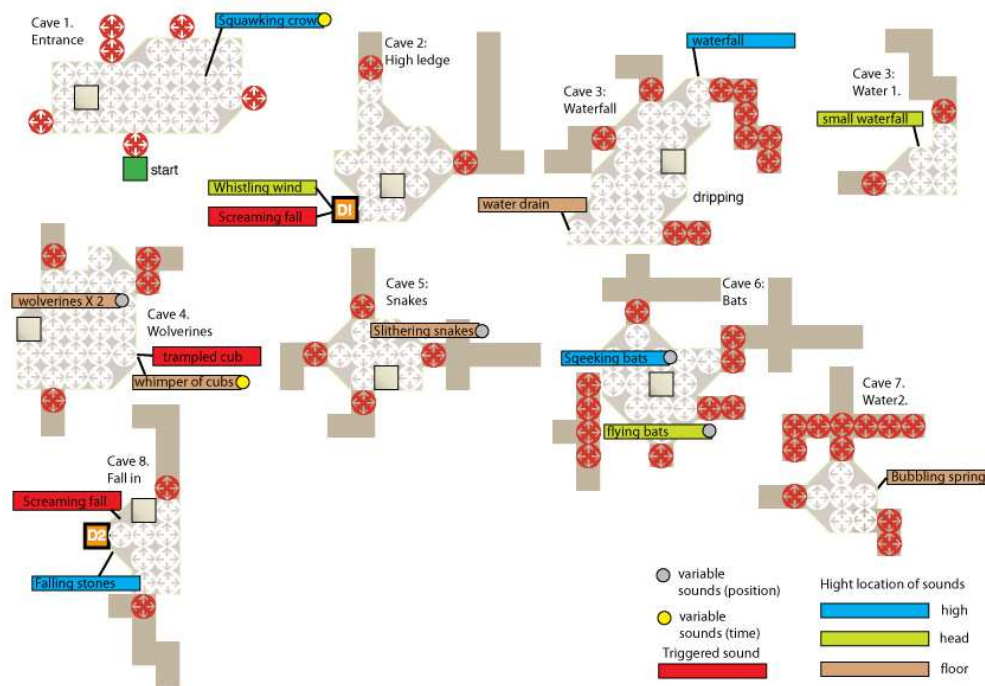 Cave 1.
Entrance
Squawking crow
start
Cave 2:
High ledge
Whistling wind
Screaming fall
D1
Cave 3:
Waterfall
waterfall
water drain
dripping
Cave 3:
Water 1.
small waterfall
wolverines X 2
Cave 4.
Wolverines
trampled cub
whimper of cubs
Cave 5:
Snakes
Slithering snakes
Cave 6:
Bats
Sqeeking bats
flying bats
Cave 7.
Water2.
Bubbling spring
Cave 8.
Fall in
Screaming fall
D2
Falling stones
variable
sounds (position)
variable
sounds (time)
Triggered sound
Hight location of sounds
high
head
floor